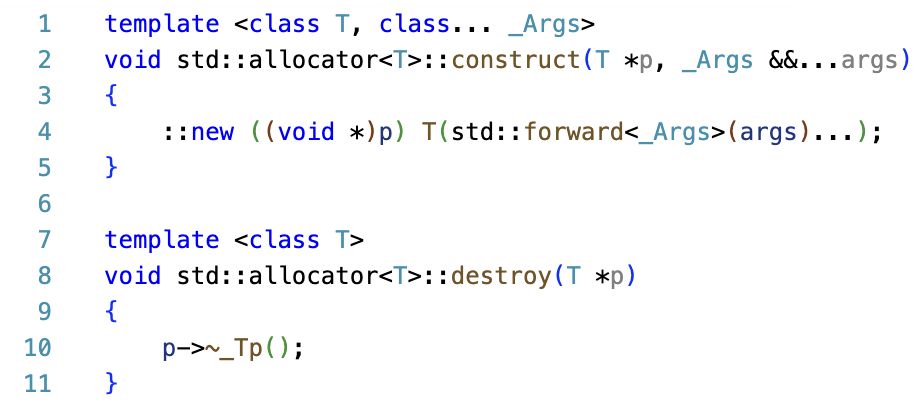 1 template <class T, class... _Args>
2 void std::allocator<T>::construct(T *p, _Args &&...args)
3 {
4     ::new ((void *)p) T(std::forward<_Args>(args)...);
5 }
6
7 template <class T>
8 void std::allocator<T>::destroy(T *p)
9 {
10     p->~_Tp();
11 }